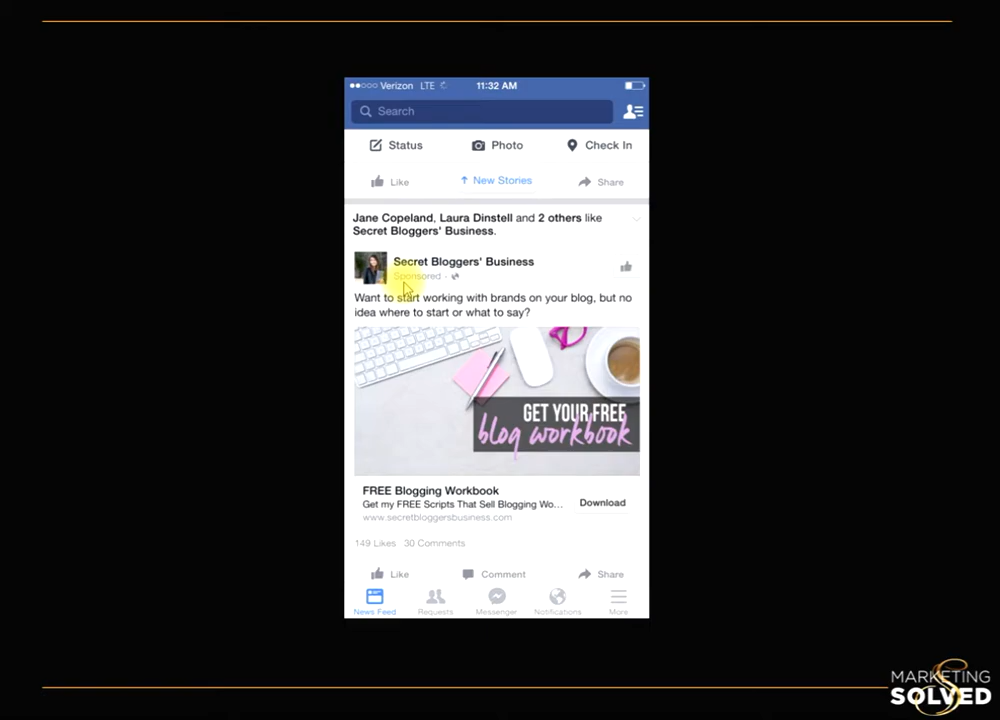 Verizon LTE 11:32 AM
Search
Status Photo Check In
Like New Stories Share
Jane Copeland, Laura Dinstell and 2 others like
Secret Bloggers' Business.
Secret Bloggers' Business
Sponsored
Want to start working with brands on your blog, but no
idea where to start or what to say?
GET YOUR FREE
blog workbook
FREE Blogging Workbook
Get my FREE Scripts That Sell Blogging Wo...
Download
www.secretbloggersbusiness.com
149 Likes 30 Comments
Like Comment Share
News Feed Requests Messenger Notifications More
MARKETING
SOLVED